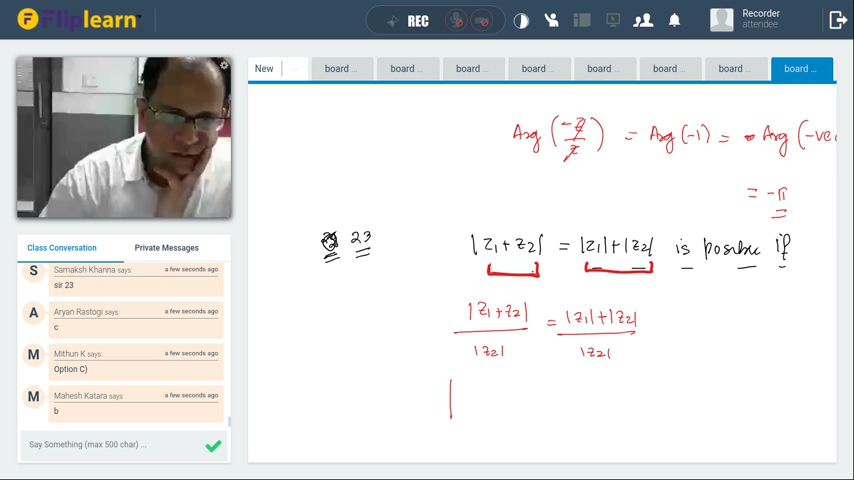 Fliplearn
REC
Recorder
attendee
New
board ...
board ...
board ...
board ...
board ...
board ...
board ...
board ...
Arg (-z/z) = Arg (-1) = - Arg (-ve
= -π
23
|z1 + z2| = |z1| + |z2| is possible if
|z1 + z2| / |z2| = |z1| + |z2| / |z2|
Class Conversation
Private Messages
S
Samaksh Khanna says:
a few seconds ago
sir 23
A
Aryan Rastogi says:
a few seconds ago
c
M
Mithun K says:
a few seconds ago
Option C)
M
Mahesh Katara says:
a few seconds ago
b
Say Something (max 500 char) ...